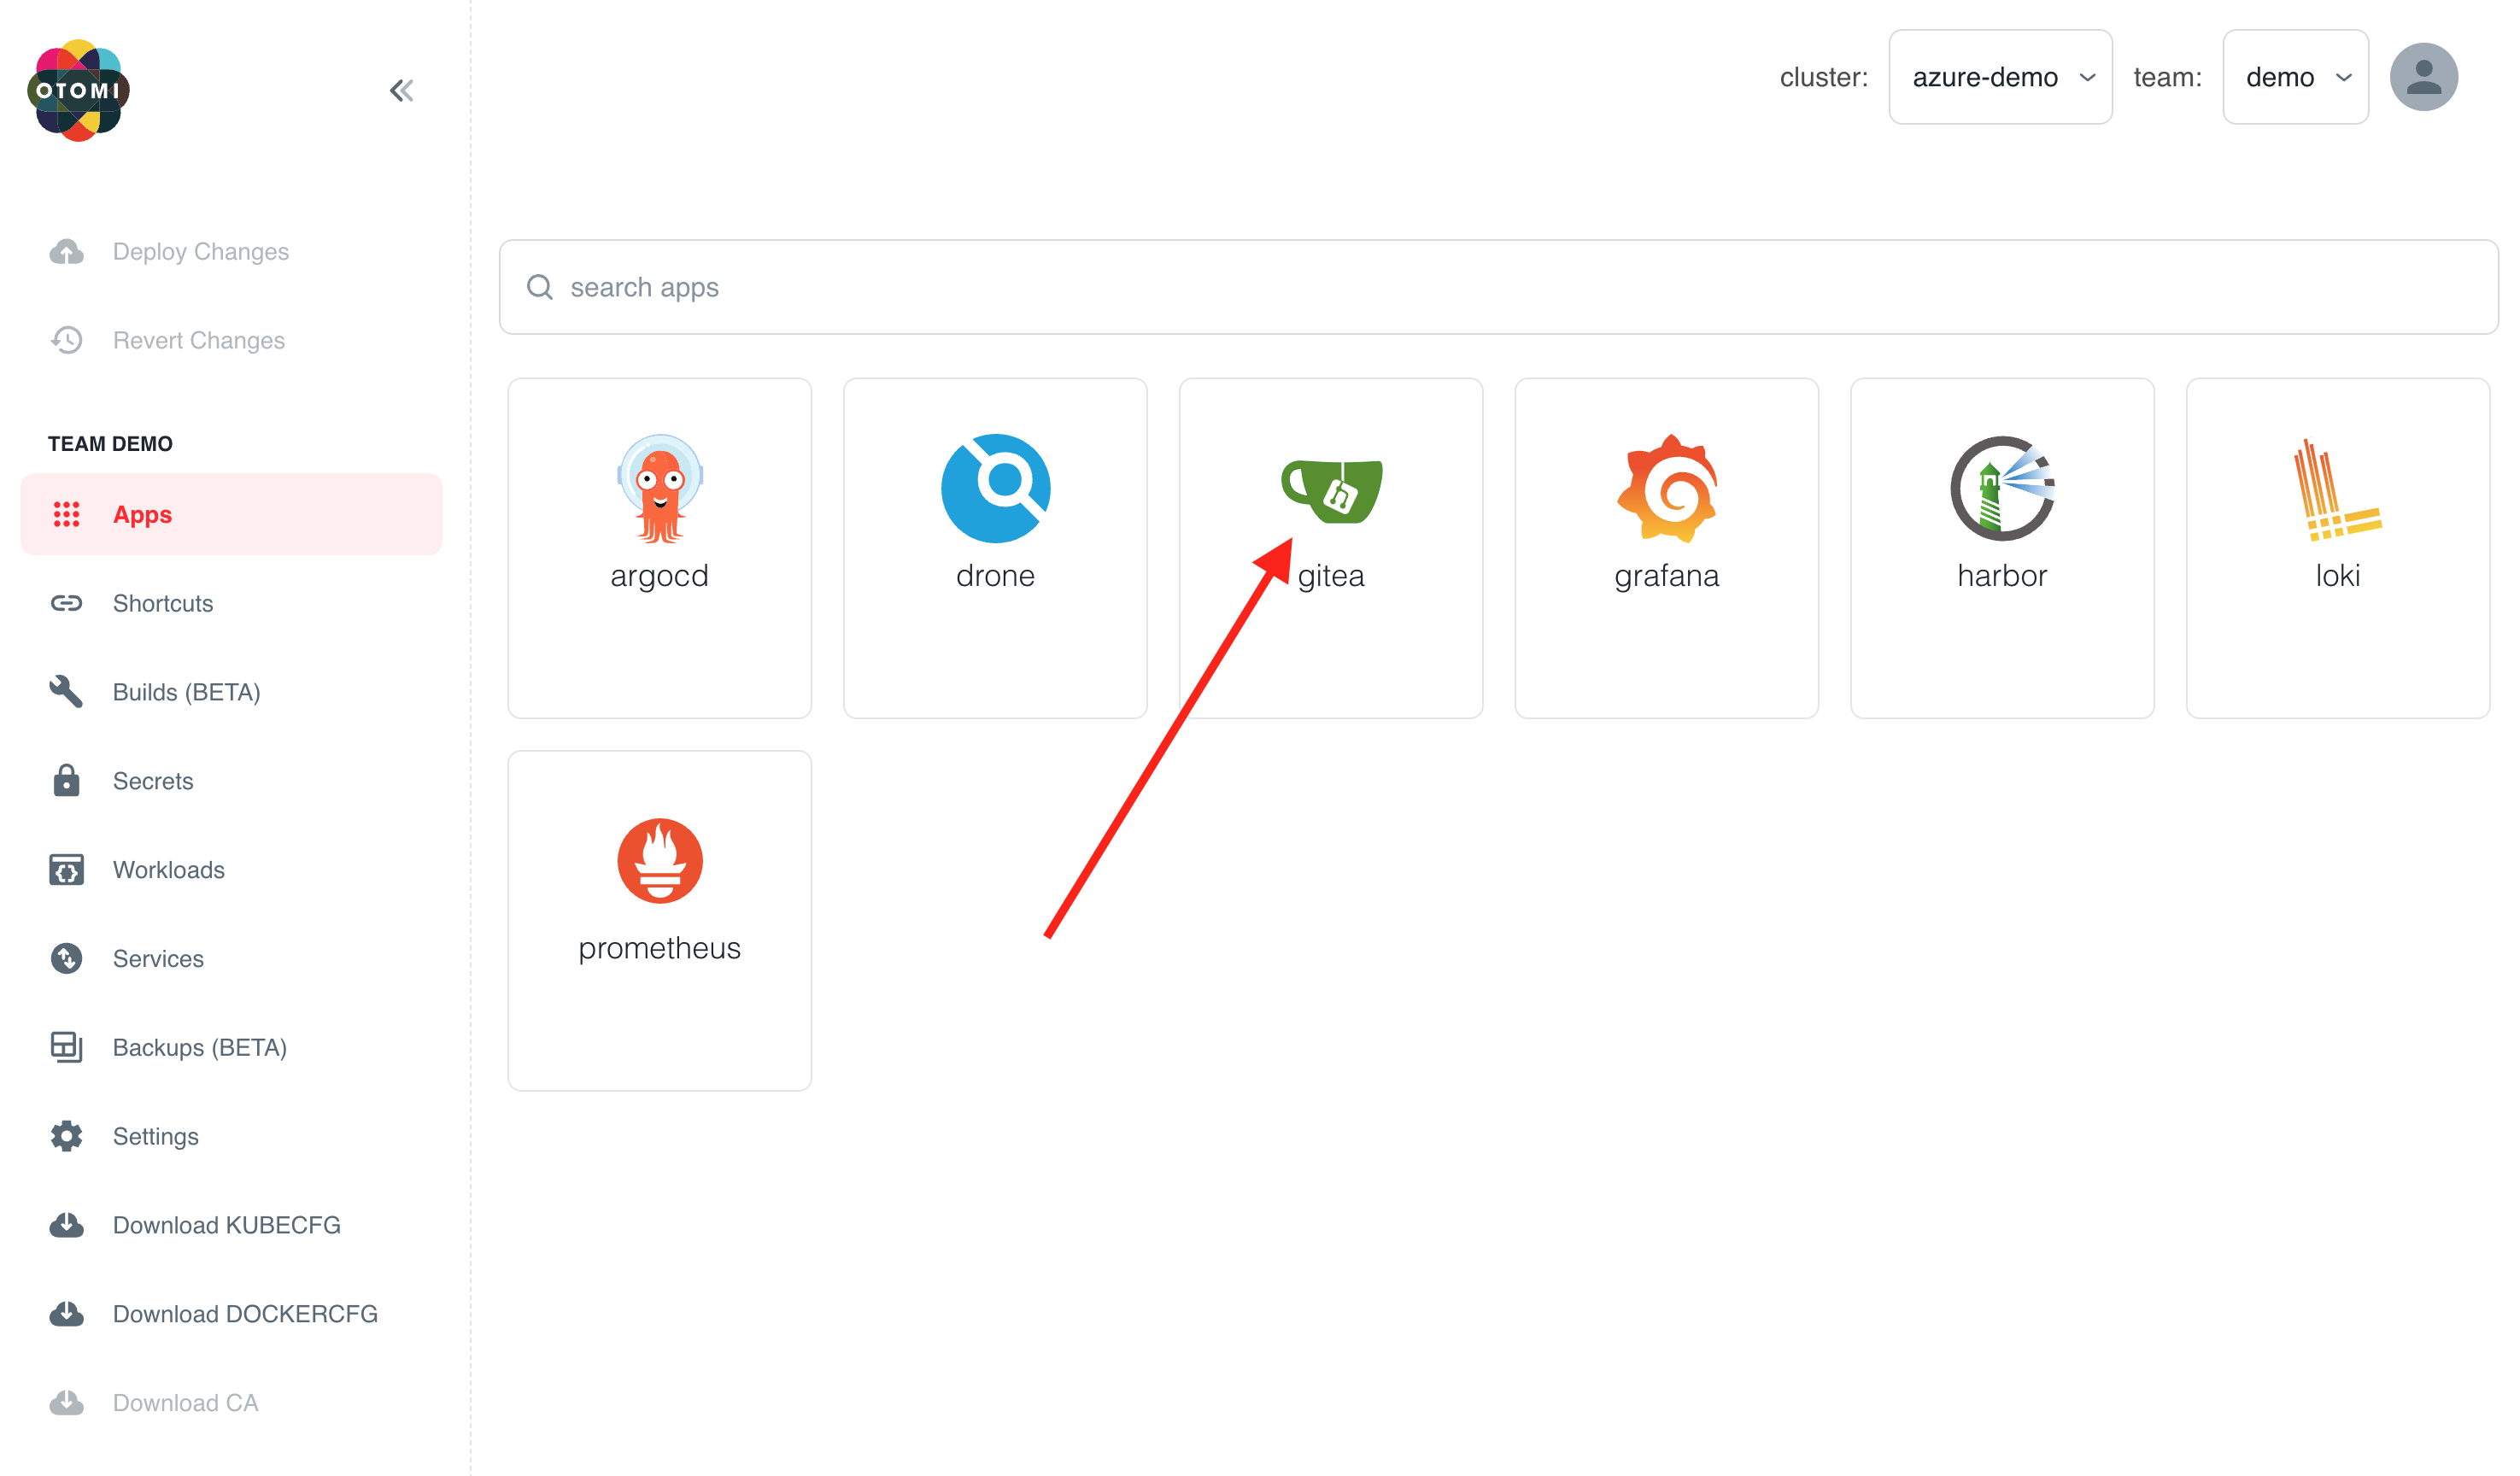 OTOMI
cluster: azure-demo team: demo
Deploy Changes
Revert Changes
TEAM DEMO
Apps
Shortcuts
Builds (BETA)
Secrets
Workloads
Services
Backups (BETA)
Settings
Download KUBECFG
Download DOCKERCFG
Download CA
search apps
argocd
drone
gitea
grafana
harbor
loki
prometheus